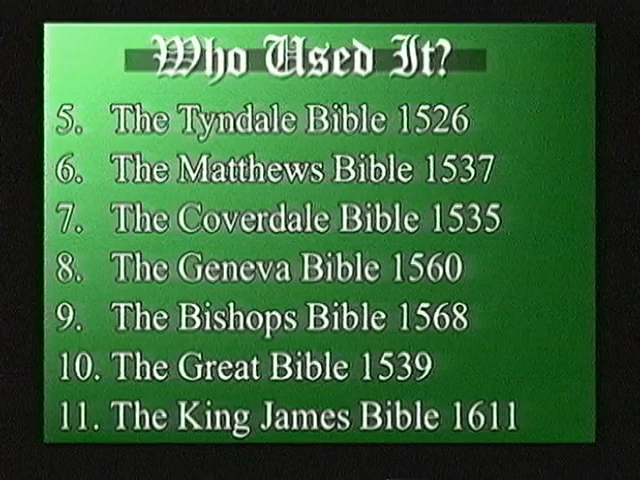 Who Used It?
5. The Tyndale Bible 1526
6. The Matthews Bible 1537
7. The Coverdale Bible 1535
8. The Geneva Bible 1560
9. The Bishops Bible 1568
10. The Great Bible 1539
11. The King James Bible 1611